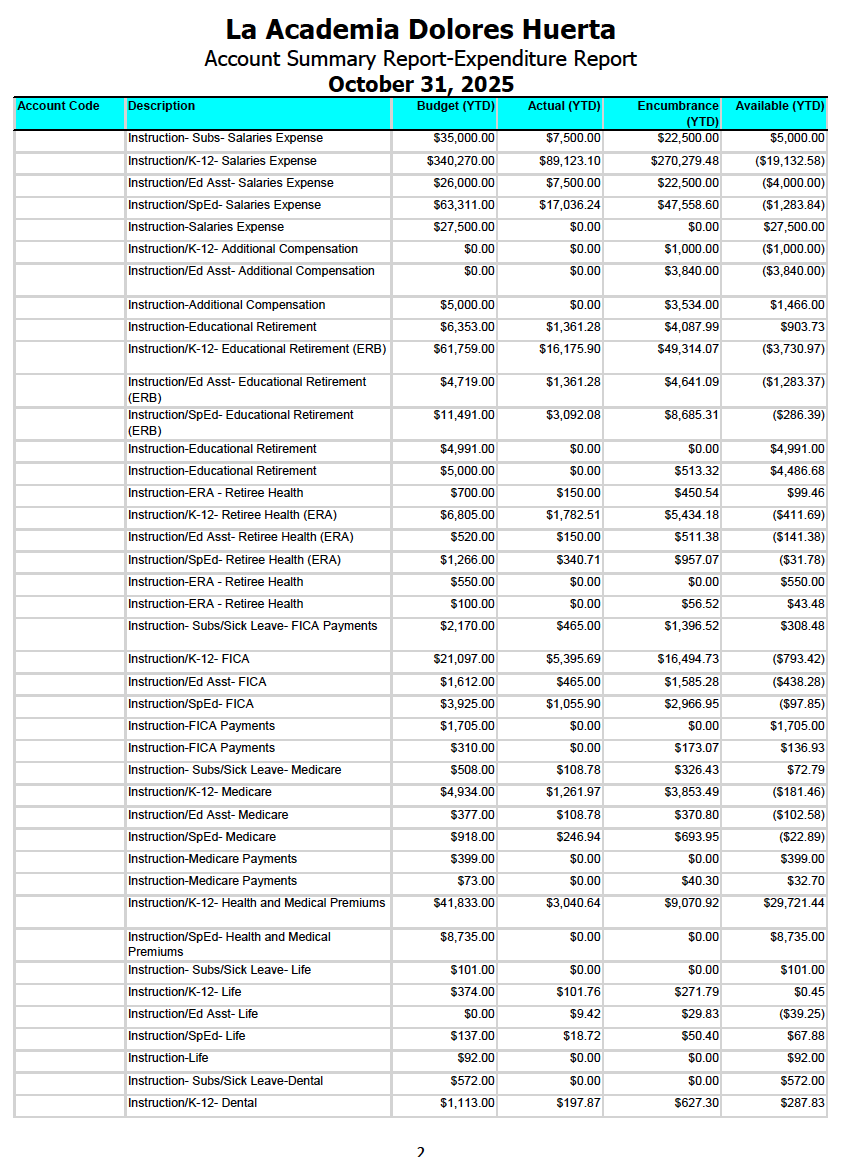 La Academia Dolores Huerta
Account Summary Report-Expenditure Report
October 31, 2025
Account Code Description Budget (YTD) Actual (YTD) Encumbrance (YTD) Available (YTD)
Instruction- Subs- Salaries Expense $35,000.00 $7,500.00 $22,500.00 $5,000.00
Instruction/K-12- Salaries Expense $340,270.00 $89,123.10 $270,279.48 ($19,132.58)
Instruction/Ed Asst- Salaries Expense $26,000.00 $7,500.00 $22,500.00 ($4,000.00)
Instruction/SpEd- Salaries Expense $63,311.00 $17,036.24 $47,558.60 ($1,283.84)
Instruction-Salaries Expense $27,500.00 $0.00 $0.00 $27,500.00
Instruction/K-12- Additional Compensation $0.00 $0.00 $1,000.00 ($1,000.00)
Instruction/Ed Asst- Additional Compensation $0.00 $0.00 $3,840.00 ($3,840.00)
Instruction-Additional Compensation $5,000.00 $0.00 $3,534.00 $1,466.00
Instruction-Educational Retirement $6,353.00 $1,361.28 $4,087.99 $903.73
Instruction/K-12- Educational Retirement (ERB) $61,759.00 $16,175.90 $49,314.07 ($3,730.97)
Instruction/Ed Asst- Educational Retirement (ERB) $4,719.00 $1,361.28 $4,641.09 ($1,283.37)
Instruction/SpEd- Educational Retirement (ERB) $11,491.00 $3,092.08 $8,685.31 ($286.39)
Instruction-Educational Retirement $4,991.00 $0.00 $0.00 $4,991.00
Instruction-Educational Retirement $5,000.00 $0.00 $513.32 $4,486.68
Instruction-ERA - Retiree Health $700.00 $150.00 $450.54 $99.46
Instruction/K-12- Retiree Health (ERA) $6,805.00 $1,782.51 $5,434.18 ($411.69)
Instruction/Ed Asst- Retiree Health (ERA) $520.00 $150.00 $511.38 ($141.38)
Instruction/SpEd- Retiree Health (ERA) $1,266.00 $340.71 $957.07 ($31.78)
Instruction-ERA - Retiree Health $550.00 $0.00 $0.00 $550.00
Instruction-ERA - Retiree Health $100.00 $0.00 $56.52 $43.48
Instruction- Subs/Sick Leave- FICA Payments $2,170.00 $465.00 $1,396.52 $308.48
Instruction/K-12- FICA $21,097.00 $5,395.69 $16,494.73 ($793.42)
Instruction/Ed Asst- FICA $1,612.00 $465.00 $1,585.28 ($438.28)
Instruction/SpEd- FICA $3,925.00 $1,055.90 $2,966.95 ($97.85)
Instruction-FICA Payments $1,705.00 $0.00 $0.00 $1,705.00
Instruction-FICA Payments $310.00 $0.00 $173.07 $136.93
Instruction- Subs/Sick Leave- Medicare $508.00 $108.78 $326.43 $72.79
Instruction/K-12- Medicare $4,934.00 $1,261.97 $3,853.49 ($181.46)
Instruction/Ed Asst- Medicare $377.00 $108.78 $370.80 ($102.58)
Instruction/SpEd- Medicare $918.00 $246.94 $693.95 ($22.89)
Instruction-Medicare Payments $399.00 $0.00 $0.00 $399.00
Instruction-Medicare Payments $73.00 $0.00 $40.30 $32.70
Instruction/K-12- Health and Medical Premiums $41,833.00 $3,040.64 $9,070.92 $29,721.44
Instruction/SpEd- Health and Medical Premiums $8,735.00 $0.00 $0.00 $8,735.00
Instruction- Subs/Sick Leave- Life $101.00 $0.00 $0.00 $101.00
Instruction/K-12- Life $374.00 $101.76 $271.79 $0.45
Instruction/Ed Asst- Life $0.00 $9.42 $29.83 ($39.25)
Instruction/SpEd- Life $137.00 $18.72 $50.40 $67.88
Instruction-Life $92.00 $0.00 $0.00 $92.00
Instruction- Subs/Sick Leave-Dental $572.00 $0.00 $0.00 $572.00
Instruction/K-12- Dental $1,113.00 $197.87 $627.30 $287.83
2